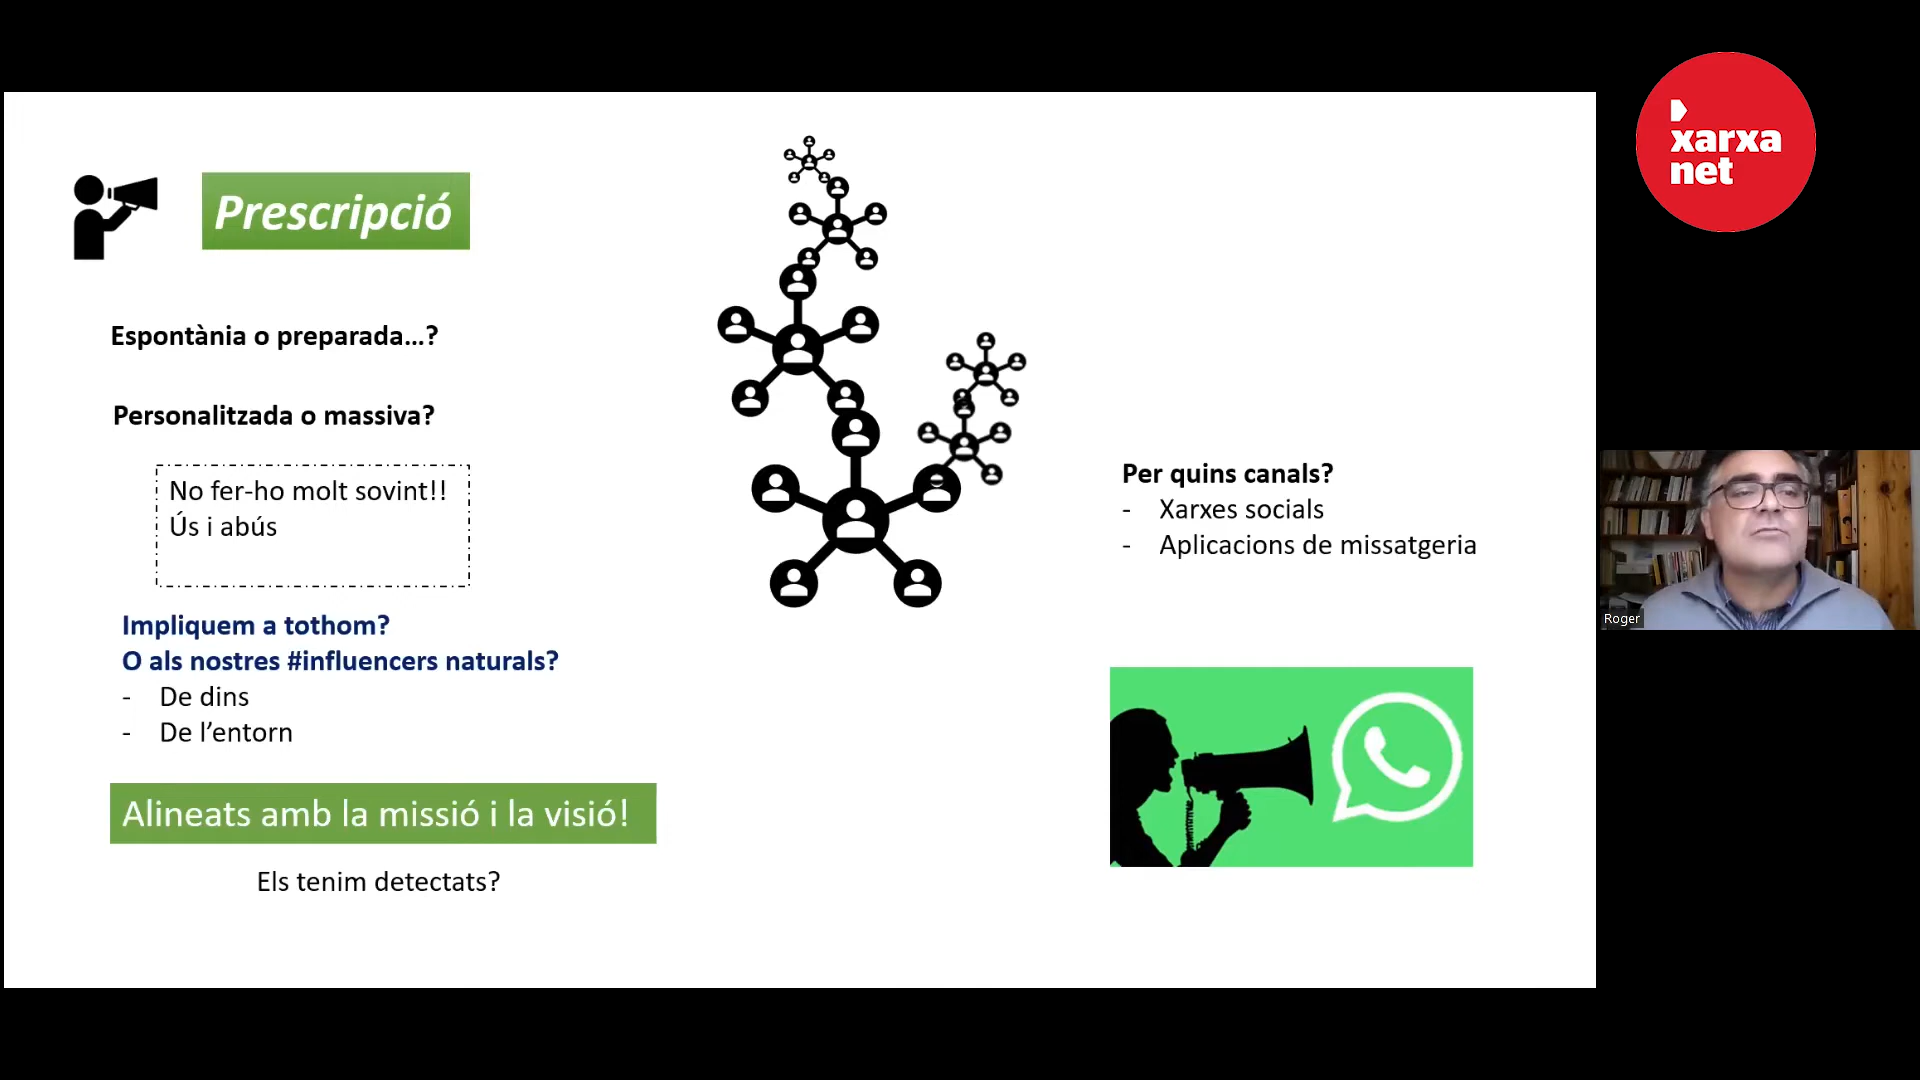 Prescripció
Espontània o preparada...?
Personalitzada o massiva?
No fer-ho molt sovint!!
Ús i abús
Impliquem a tothom?
O als nostres #influencers naturals?
- De dins
- De l’entorn
Alineats amb la missió i la visió!
Els tenim detectats?
Per quins canals?
- Xarxes socials
- Aplicacions de missatgeria
xarxa
net
Roger